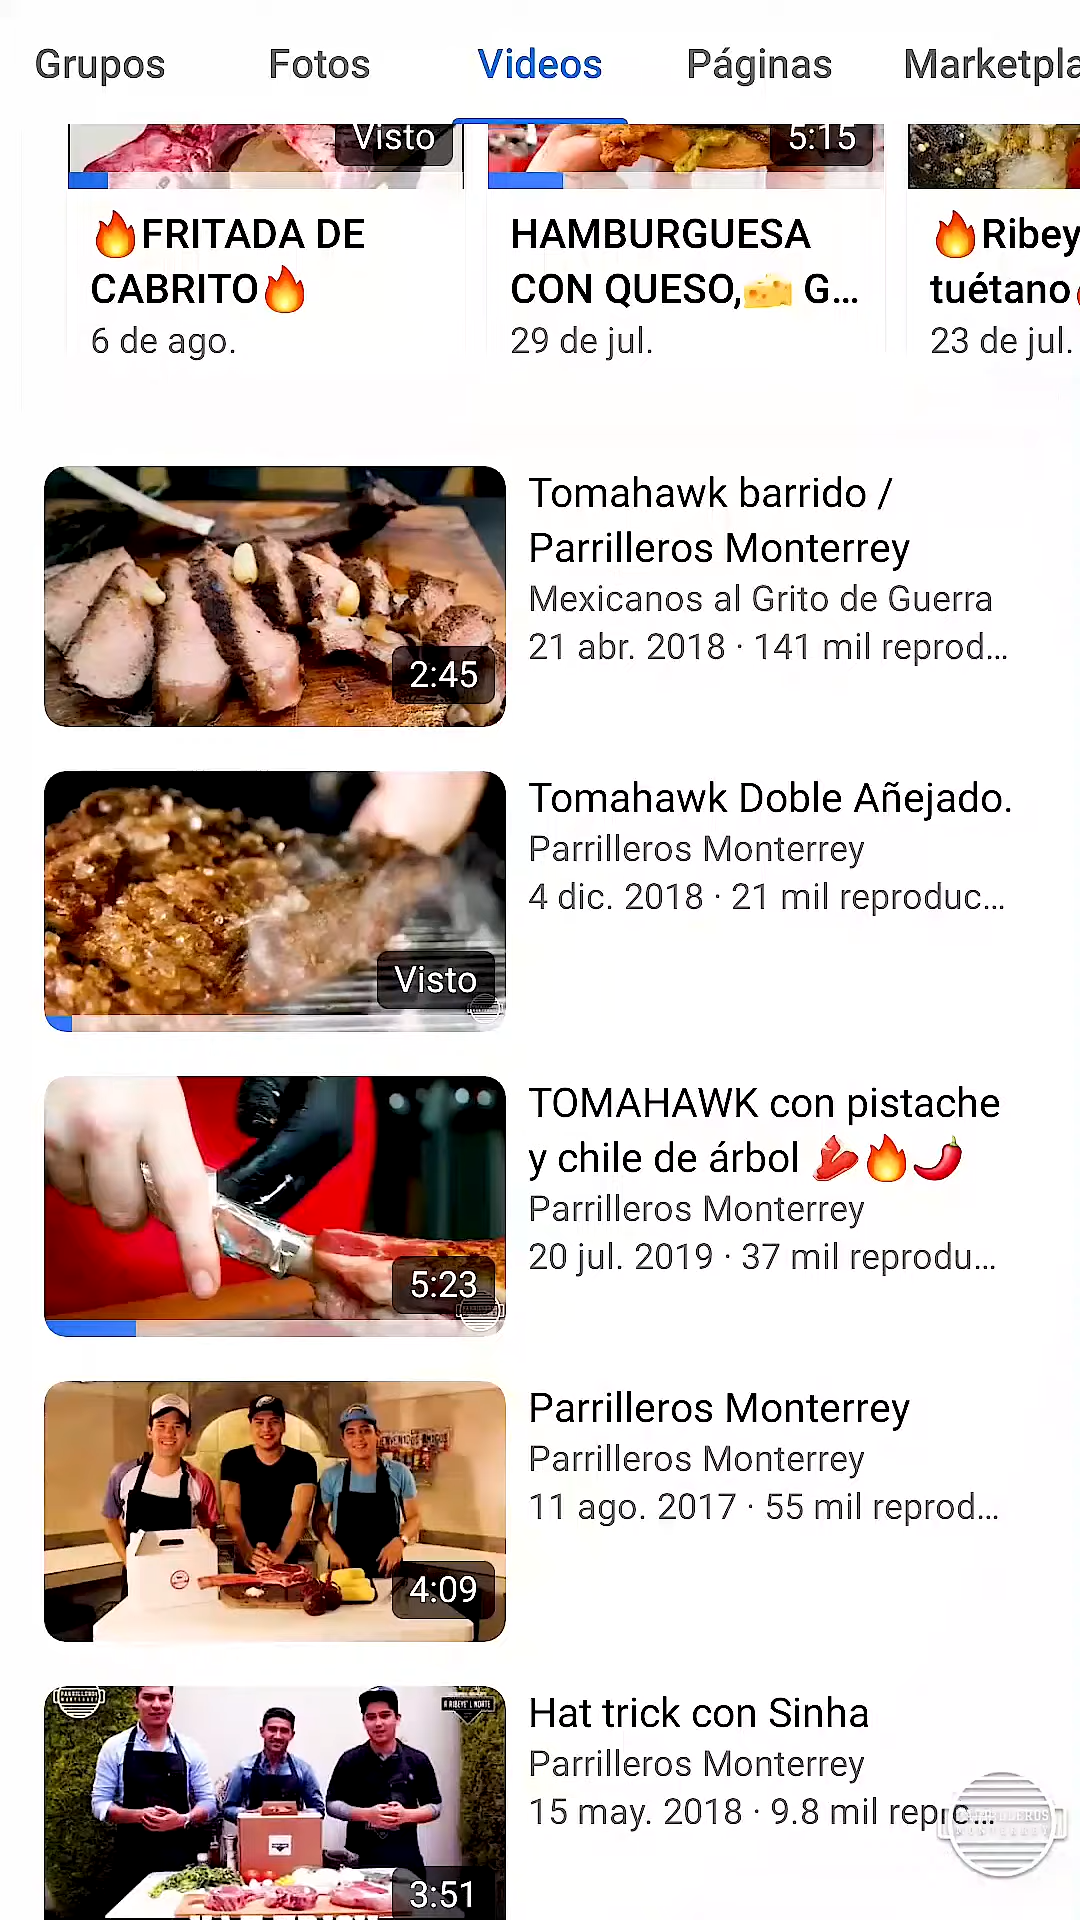 Grupos Fotos Videos Páginas Marketpla
Visto
5:15
🔥FRITADA DE
CABRITO🔥
6 de ago.
HAMBURGUESA
CON QUESO,🧀 G...
29 de jul.
🔥Ribey
tuétano
23 de jul.
Tomahawk barrido /
Parrilleros Monterrey
Mexicanos al Grito de Guerra
21 abr. 2018 · 141 mil reprod...
2:45
Tomahawk Doble Añejado.
Parrilleros Monterrey
4 dic. 2018 · 21 mil reproduc...
Visto
TOMAHAWK con pistache
y chile de árbol 🥩🔥🌶️
Parrilleros Monterrey
20 jul. 2019 · 37 mil reprodu...
5:23
Parrilleros Monterrey
Parrilleros Monterrey
11 ago. 2017 · 55 mil reprod...
4:09
Hat trick con Sinha
Parrilleros Monterrey
15 may. 2018 · 9.8 mil repro...
3:51
PARRILLEROS
MONTERREY